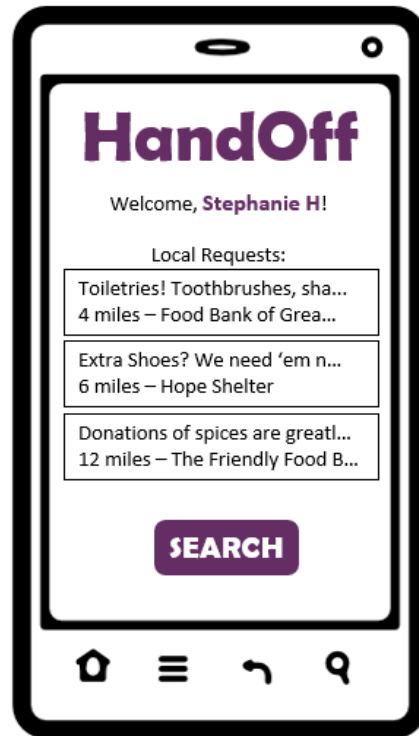 HandOff
Welcome, Stephanie H!
Local Requests:
Toiletries! Toothbrushes, sha...
4 miles – Food Bank of Grea...
Extra Shoes? We need ‘em n...
6 miles – Hope Shelter
Donations of spices are greatl...
12 miles – The Friendly Food B...
SEARCH